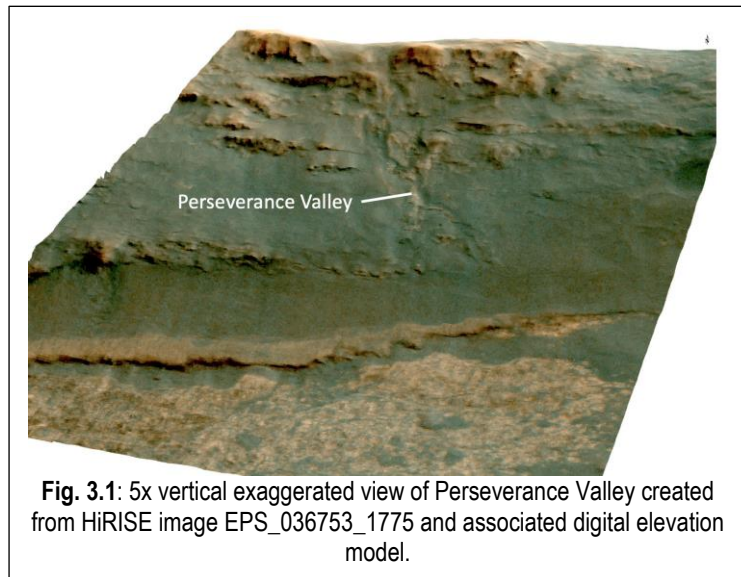 Perseverance Valley
Fig. 3.1: 5x vertical exaggerated view of Perseverance Valley created
from HiRISE image EPS_036753_1775 and associated digital elevation
model.